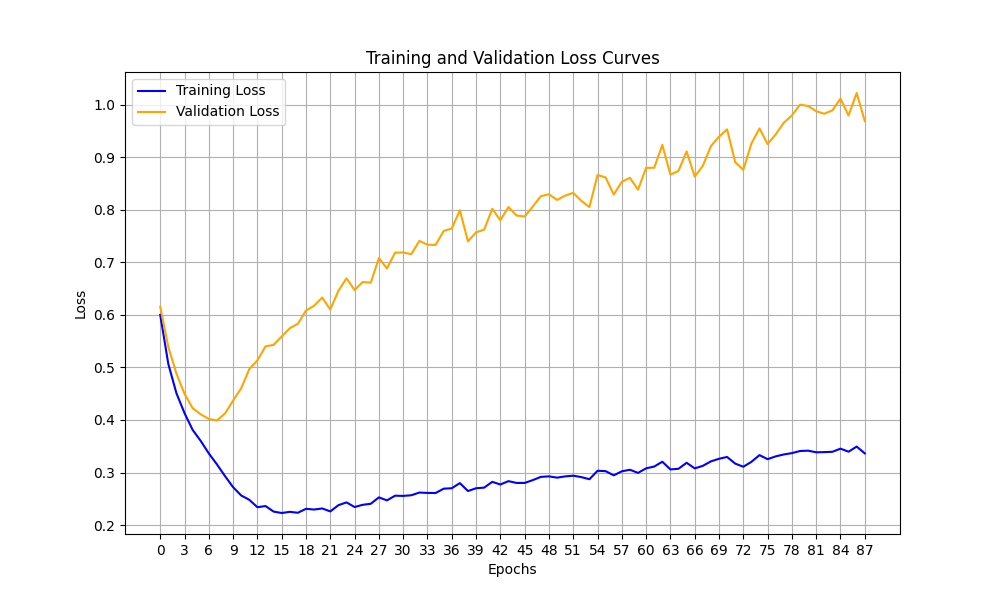 Training and Validation Loss Curves
Training Loss
Validation Loss
Loss
1.0
0.9
0.8
0.7
0.6
0.5
0.4
0.3
0.2
0 3 6 9 12 15 18 21 24 27 30 33 36 39 42 45 48 51 54 57 60 63 66 69 72 75 78 81 84 87
Epochs